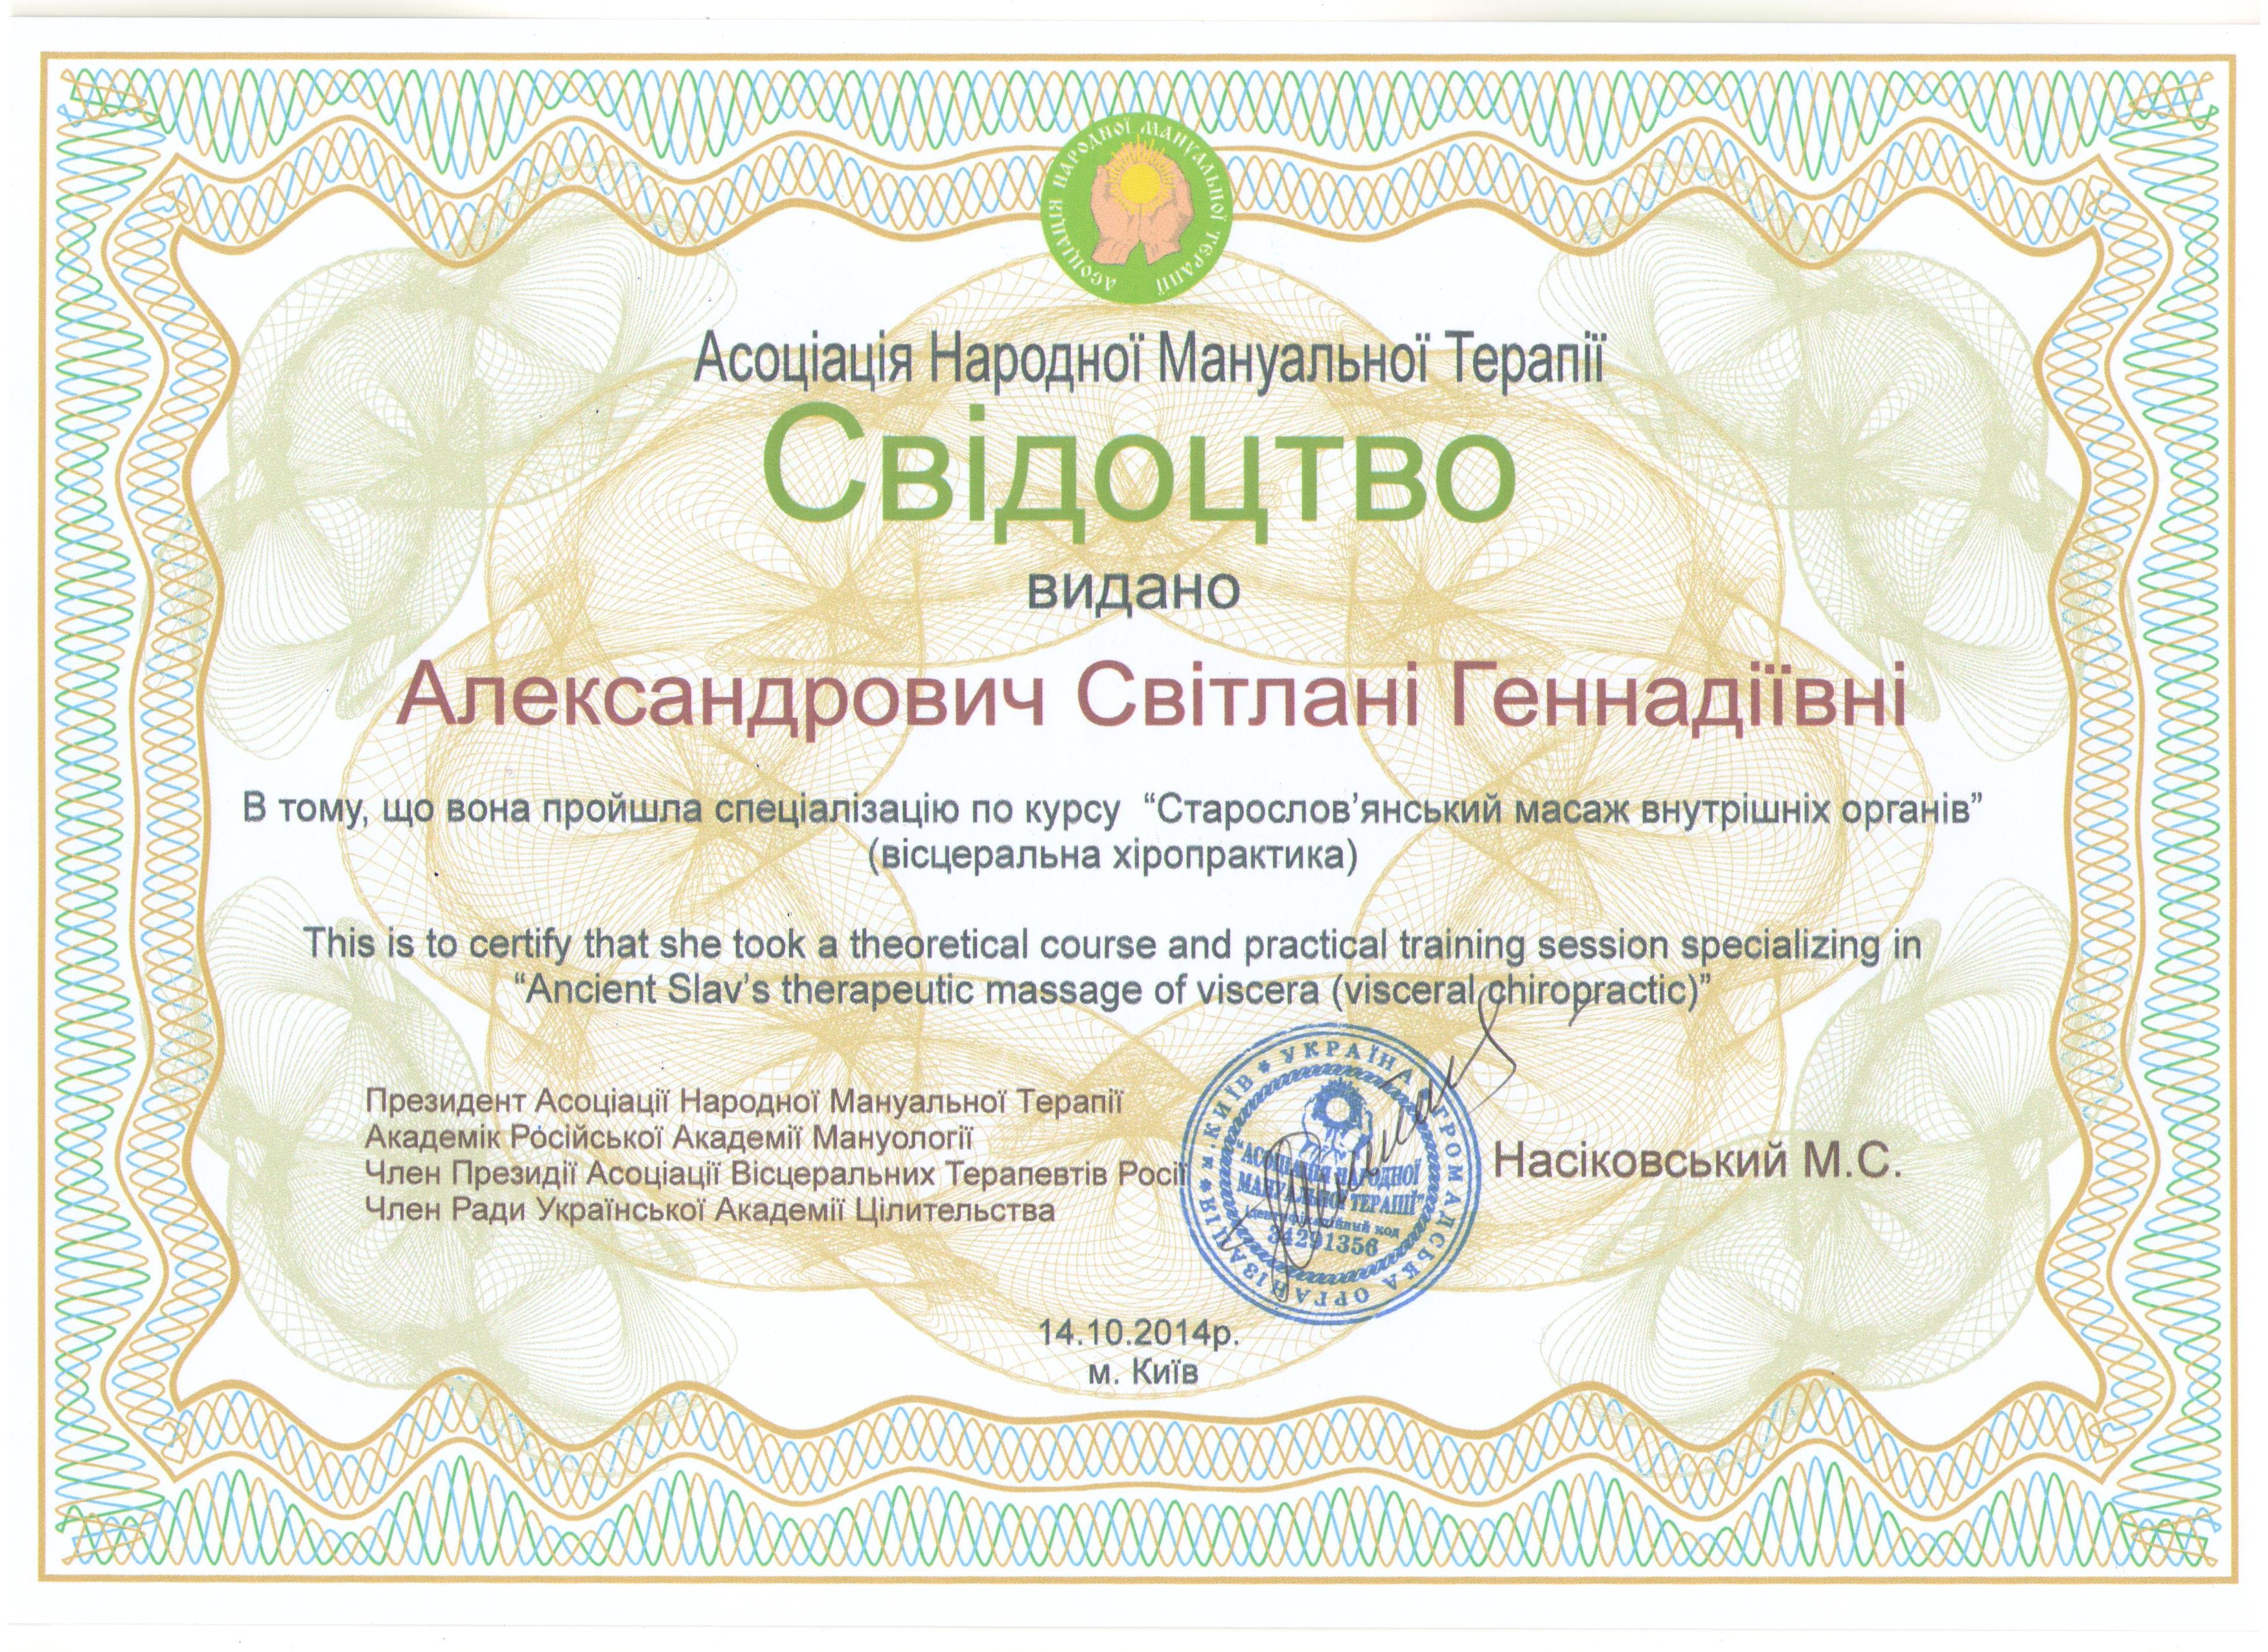 АСОЦІАЦІЯ НАРОДНОЇ МАНУАЛЬНОЇ ТЕРАПІЇ
Асоціація Народної Мануальної Терапії
Свідоцтво
видано
Александрович Світлані Геннадіївні
В тому, що вона пройшла спеціалізацію по курсу “Старослов’янський масаж внутрішніх органів”
(вісцеральна хіропрактика)
This is to certify that she took a theoretical course and practical training session specializing in
“Ancient Slav’s therapeutic massage of viscera (visceral chiropractic)”
Президент Асоціації Народної Мануальної Терапії
Академік Російської Академії Мануології
Член Президії Асоціації Вісцеральних Терапевтів Росії
Член Ради Української Академії Цілительства
УКРАЇНА * ГРОМАДСЬКА ОРГАНІЗАЦІЯ * м.КИЇВ *
“АСОЦІАЦІЯ НАРОДНОЇ
МАНУАЛЬНОЇ ТЕРАПІЇ”
ідентифікаційний код
34291356
Насіковський М.С.
14.10.2014р.
м. Київ